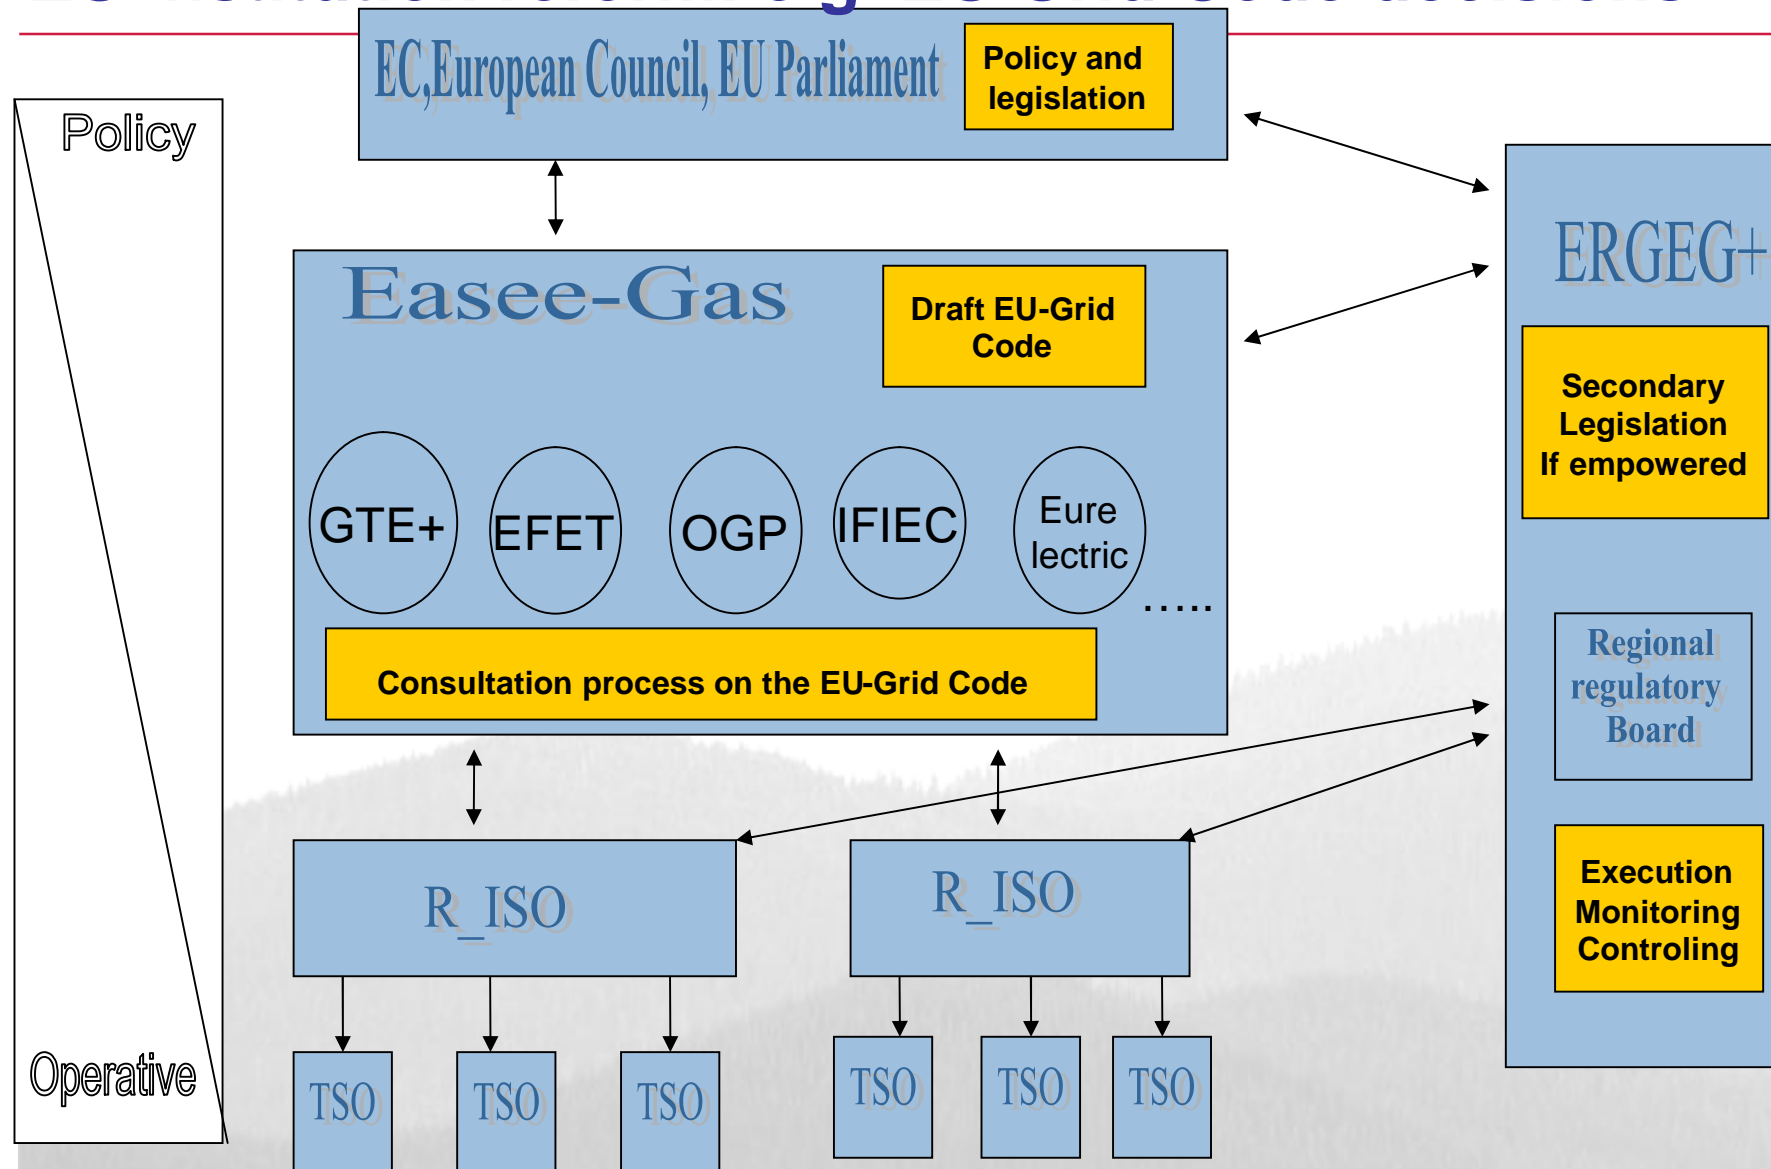 EC,European Council, EU Parliament
Policy and
legislation
Policy
ERGEG+
Easee-Gas
Draft EU-Grid
Code
Secondary
Legislation
If empowered
GTE+
EFET
OGP
IFIEC
Eure
lectric
.....
Consultation process on the EU-Grid Code
Regional
regulatory
Board
R_ISO
R_ISO
Execution
Monitoring
Controling
Operative
TSO
TSO
TSO
TSO
TSO
TSO